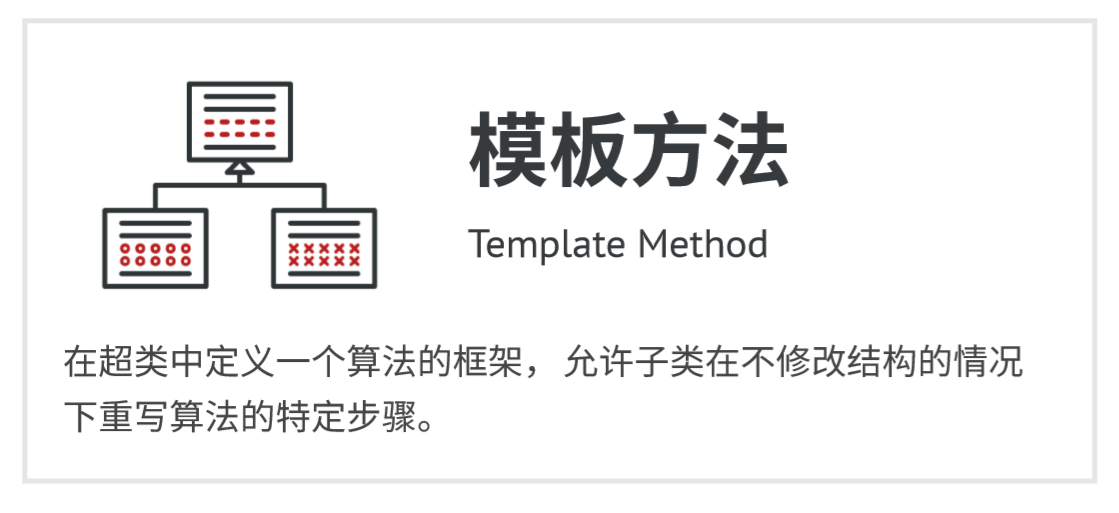 模板方法
Template Method
在超类中定义一个算法的框架， 允许子类在不修改结构的情况
下重写算法的特定步骤。